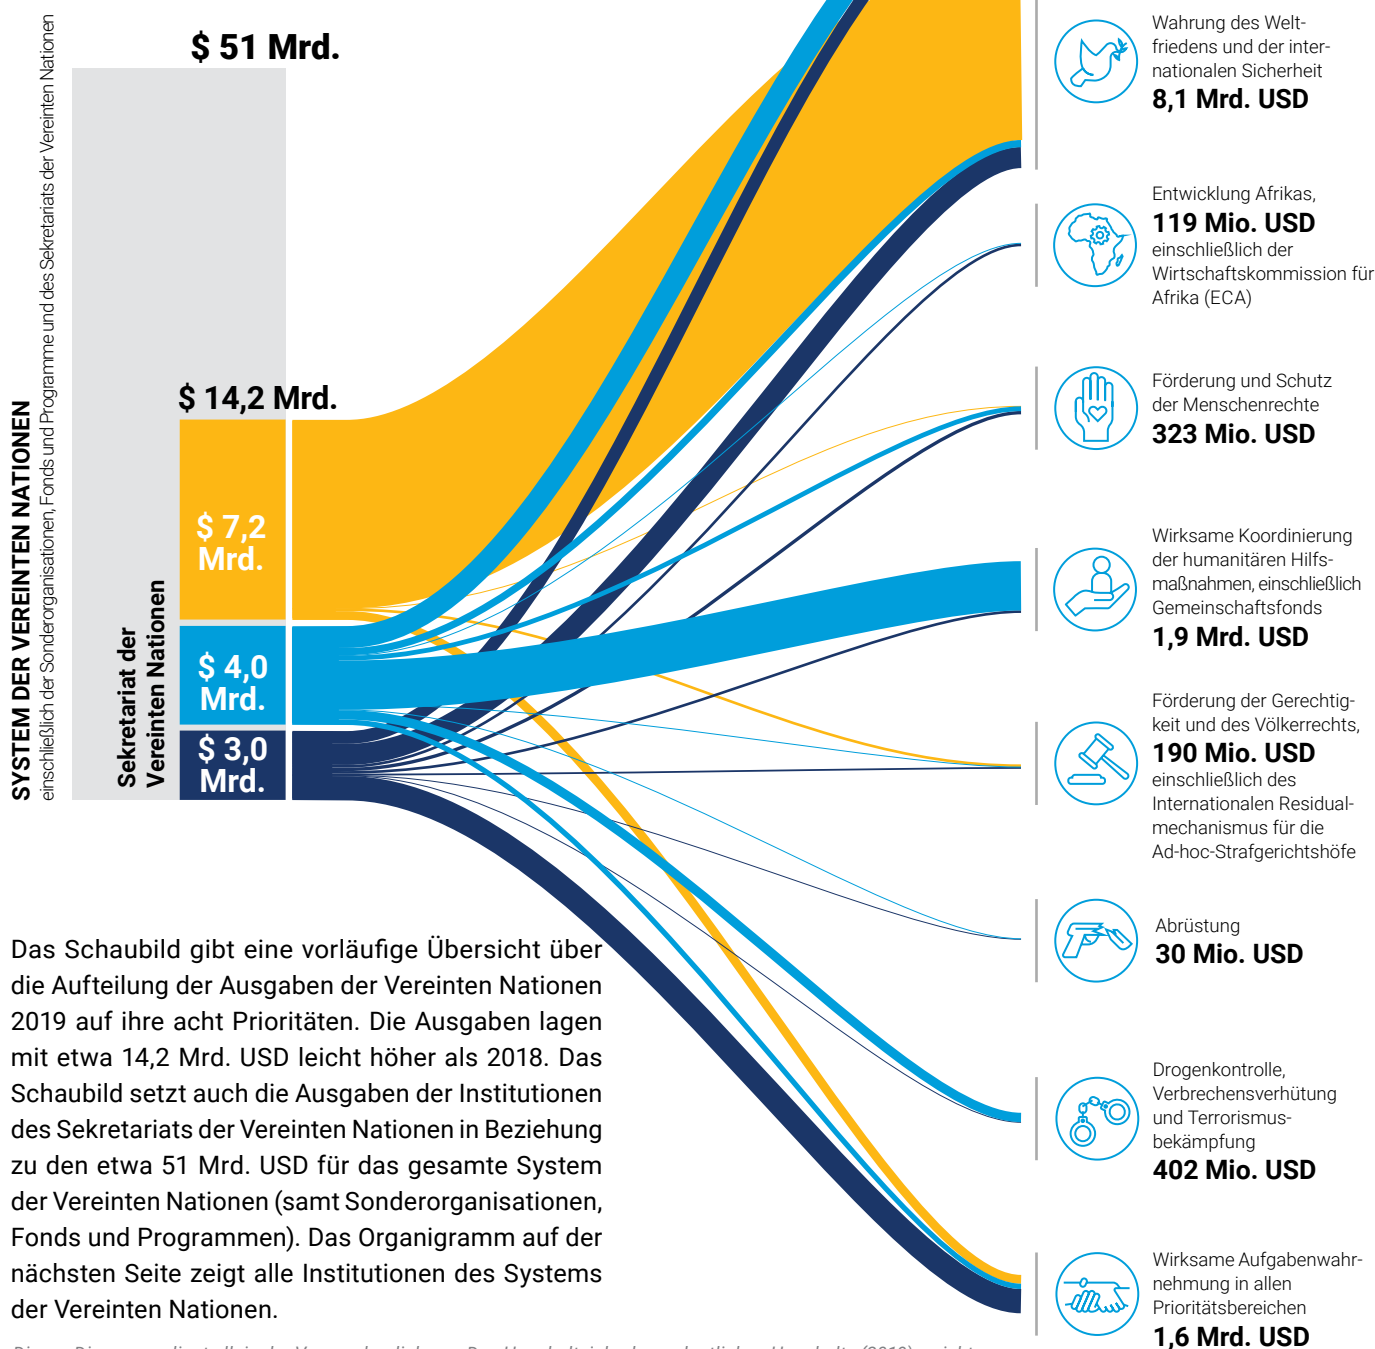 SYSTEM DER VEREINTEN NATIONEN
einschließlich der Sonderorganisationen, Fonds und Programme und des Sekretariats der Vereinten Nationen
$ 51 Mrd.
$ 14,2 Mrd.
Sekretariat der
Vereinten Nationen
$ 7,2
Mrd.
$ 4,0
Mrd.
$ 3,0
Mrd.
Wahrung des Welt-
friedens und der inter-
nationalen Sicherheit
8,1 Mrd. USD
Entwicklung Afrikas,
119 Mio. USD
einschließlich der
Wirtschaftskommission für
Afrika (ECA)
Förderung und Schutz
der Menschenrechte
323 Mio. USD
Wirksame Koordinierung
der humanitären Hilfs-
maßnahmen, einschließlich
Gemeinschaftsfonds
1,9 Mrd. USD
Förderung der Gerechtig-
keit und des Völkerrechts,
190 Mio. USD
einschließlich des
Internationalen Residual-
mechanismus für die
Ad-hoc-Strafgerichtshöfe
Abrüstung
30 Mio. USD
Drogenkontrolle,
Verbrechensverhütung
und Terrorismus-
bekämpfung
402 Mio. USD
Wirksame Aufgabenwahr-
nehmung in allen
Prioritätsbereichen
1,6 Mrd. USD
Das Schaubild gibt eine vorläufige Übersicht über
die Aufteilung der Ausgaben der Vereinten Nationen
2019 auf ihre acht Prioritäten. Die Ausgaben lagen
mit etwa 14,2 Mrd. USD leicht höher als 2018. Das
Schaubild setzt auch die Ausgaben der Institutionen
des Sekretariats der Vereinten Nationen in Beziehung
zu den etwa 51 Mrd. USD für das gesamte System
der Vereinten Nationen (samt Sonderorganisationen,
Fonds und Programmen). Das Organigramm auf der
nächsten Seite zeigt alle Institutionen des Systems
der Vereinten Nationen.